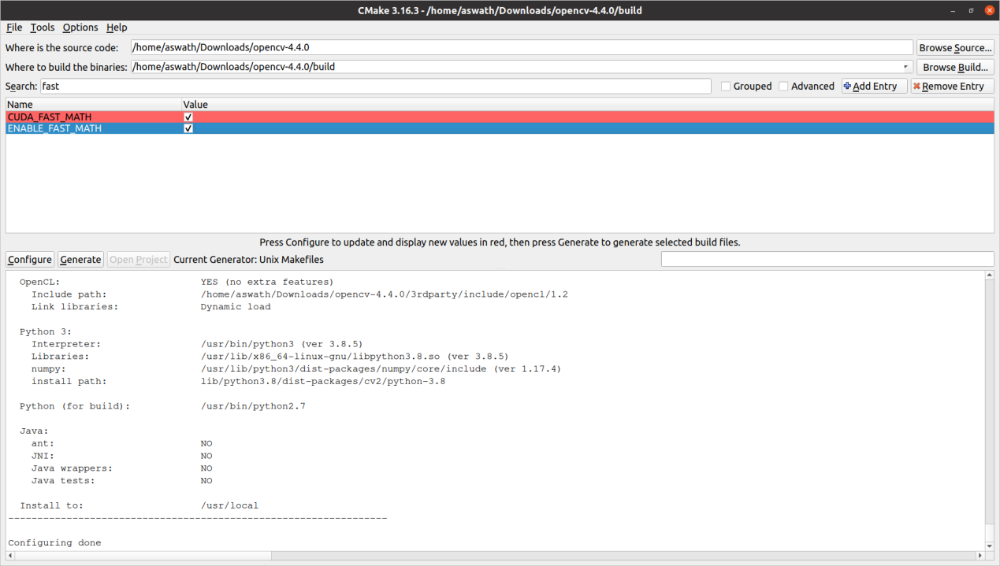 CMake 3.16.3 - /home/aswath/Downloads/opencv-4.4.0/build
File Tools Options Help
Where is the source code: /home/aswath/Downloads/opencv-4.4.0 Browse Source...
Where to build the binaries: /home/aswath/Downloads/opencv-4.4.0/build Browse Build...
Search: fast Grouped Advanced Add Entry Remove Entry
Name Value
CUDA_FAST_MATH
ENABLE_FAST_MATH
Press Configure to update and display new values in red, then press Generate to generate selected build files.
Configure Generate Open Project Current Generator: Unix Makefiles
OpenCL: YES (no extra features)
Include path: /home/aswath/Downloads/opencv-4.4.0/3rdparty/include/opencl/1.2
Link libraries: Dynamic load
Python 3:
Interpreter: /usr/bin/python3 (ver 3.8.5)
Libraries: /usr/lib/x86_64-linux-gnu/libpython3.8.so (ver 3.8.5)
numpy: /usr/lib/python3/dist-packages/numpy/core/include (ver 1.17.4)
install path: lib/python3.8/dist-packages/cv2/python-3.8
Python (for build): /usr/bin/python2.7
Java:
ant: NO
JNI: NO
Java wrappers: NO
Java tests: NO
Install to: /usr/local
-----------------------------------------------------------------
Configuring done